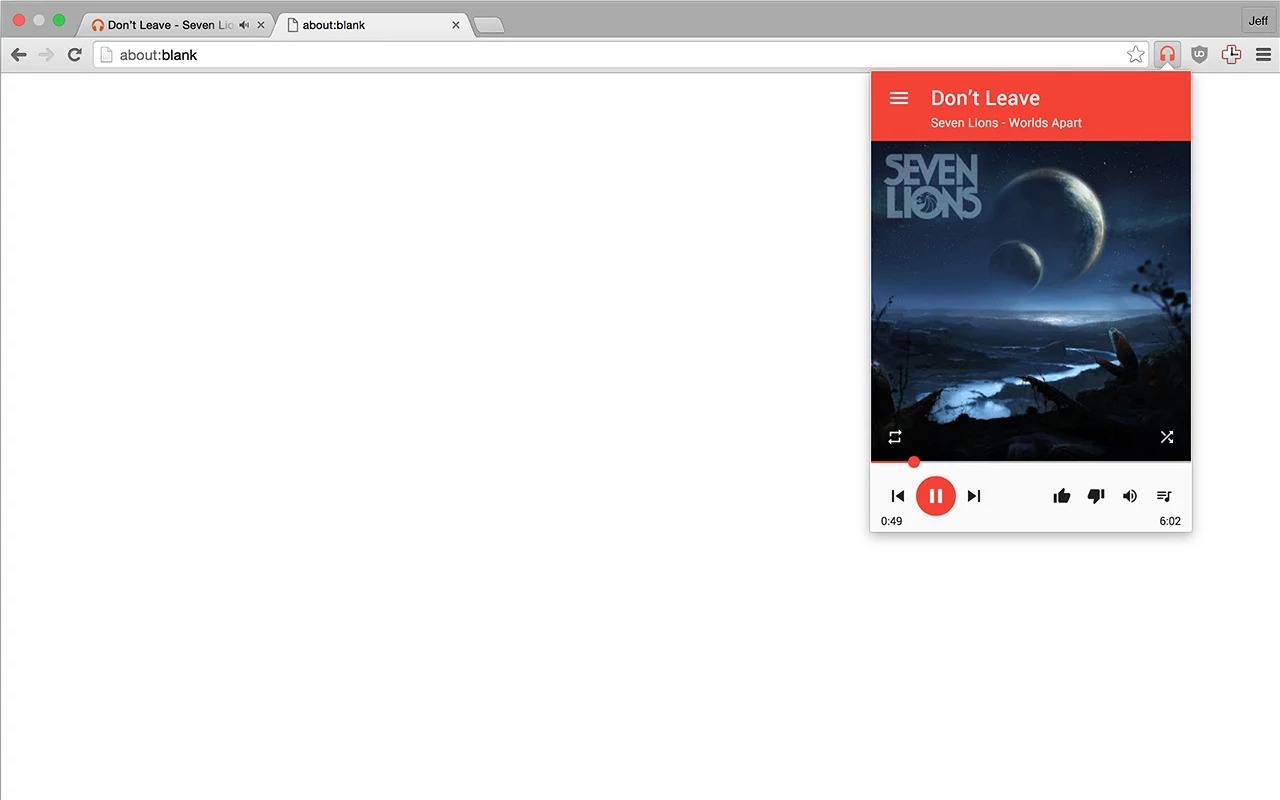 Don’t Leave - Seven Lio
about:blank
Jeff
about:blank
Don’t Leave
Seven Lions - Worlds Apart
SEVEN
LIONS
0:49
6:02